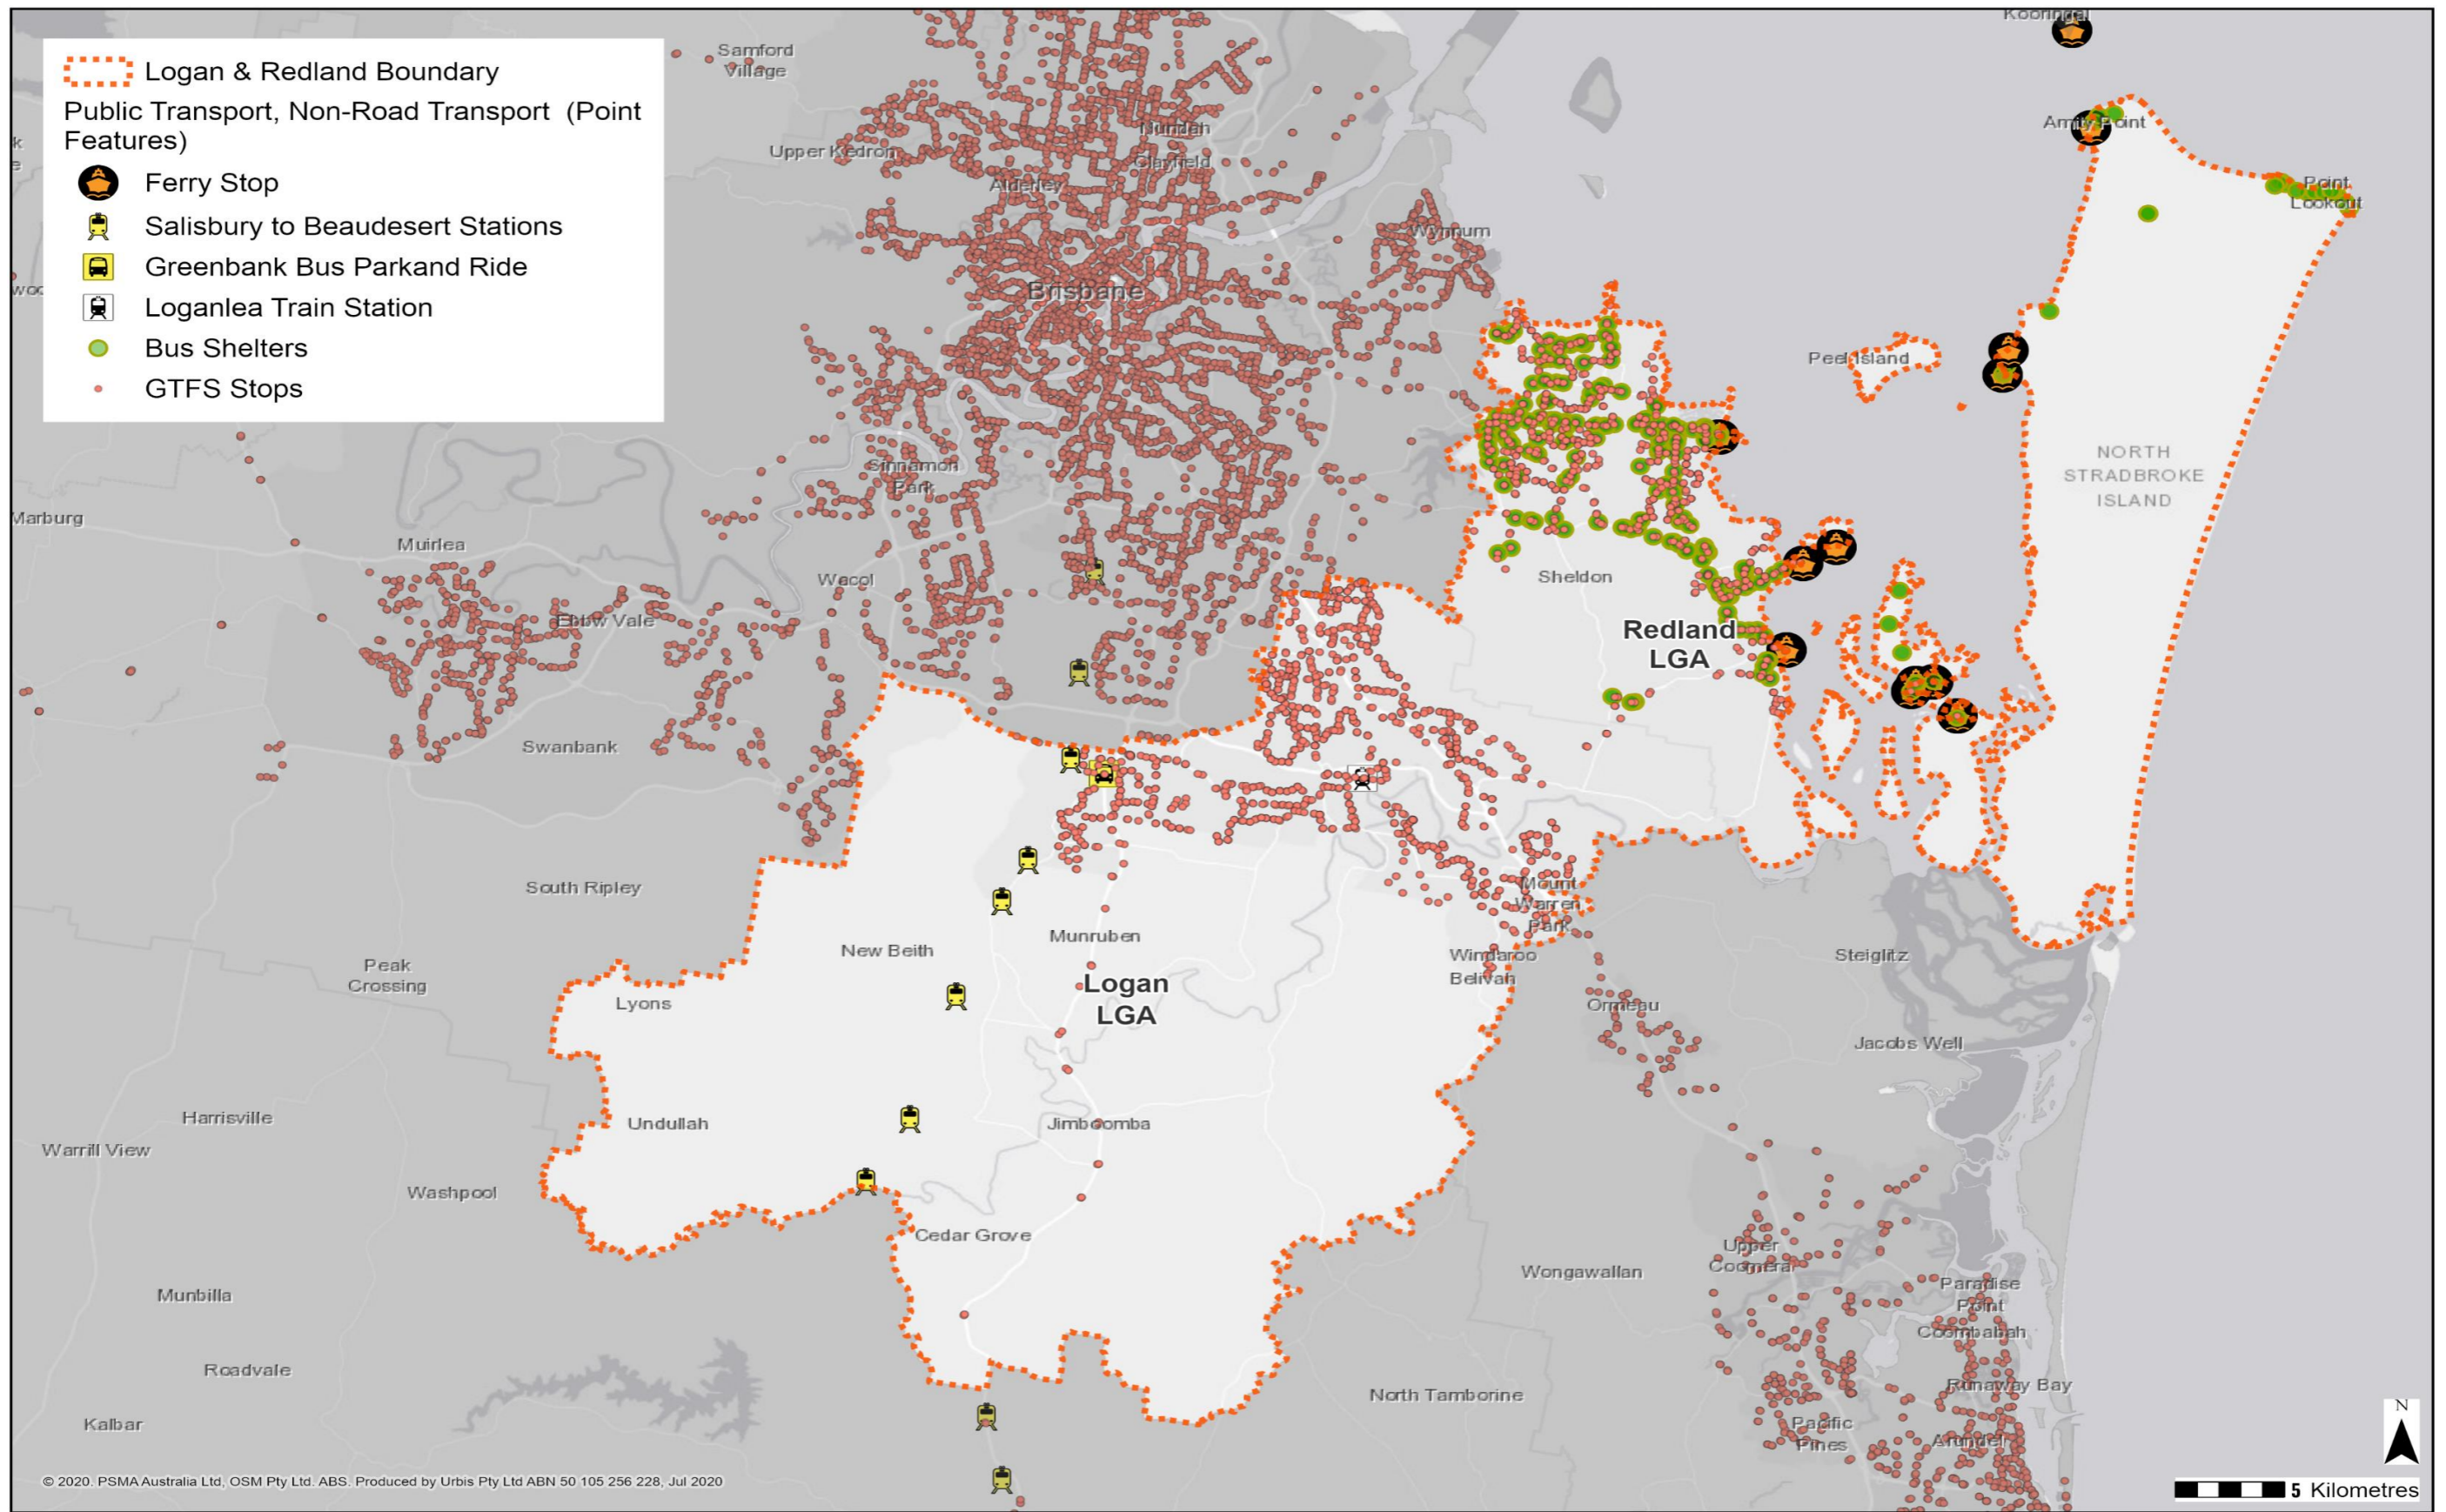 Logan & Redland Boundary
Public Transport, Non-Road Transport (Point
Features)
Ferry Stop
Salisbury to Beaudesert Stations
Greenbank Bus Parkand Ride
Loganlea Train Station
Bus Shelters
GTFS Stops
Kooringal
Samford
Village
Nundah
Upper Kedron
Clayfield
Alderley
Amity Point
Point
Lookout
Wynnum
Brisbane
Peel Island
Sinnamon
Park
NORTH
STRADBROKE
ISLAND
Marburg
Muirlea
Wacol
Sheldon
Ebbw Vale
Redland
LGA
Swanbank
South Ripley
Mount
Warren
Park
Munruben
New Beith
Windaroo
Belivah
Steiglitz
Peak
Crossing
Logan
LGA
Lyons
Ormeau
Jacobs Well
Harrisville
Undullah
Jimboomba
Warrill View
Washpool
Cedar Grove
Upper
Coomera
Wongawallan
Munbilla
Paradise
Point
Coombabah
Roadvale
Runaway Bay
North Tamborine
Kalbar
Pacific
Pines
Arundel
N
© 2020. PSMA Australia Ltd, OSM Pty Ltd. ABS. Produced by Urbis Pty Ltd ABN 50 105 256 228, Jul 2020
5 Kilometres